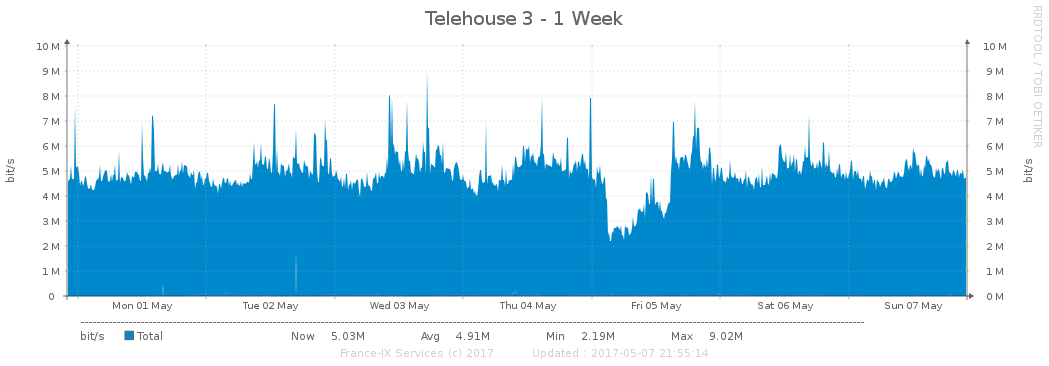 Telehouse 3 - 1 Week
RRDTOOL / TOBI OETIKER
10 M 10 M
9 M 9 M
8 M 8 M
7 M 7 M
6 M 6 M
5 M 5 M
4 M 4 M
3 M 3 M
2 M 2 M
1 M 1 M
0 0 M
bit/s bit/s
Mon 01 May Tue 02 May Wed 03 May Thu 04 May Fri 05 May Sat 06 May Sun 07 May
bit/s Total Now 5.03M Avg 4.91M Min 2.19M Max 9.02M
France-IX Services (c) 2017 Updated : 2017-05-07 21:55:14